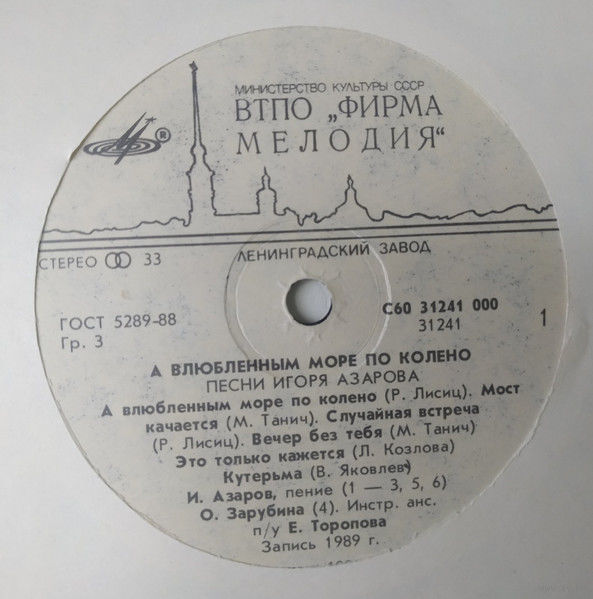 МИНИСТЕРСТВО КУЛЬТУРЫ СССР
ВТПО „ФИРМА
МЕЛОДИЯ“
®
ЛЕНИНГРАДСКИЙ ЗАВОД
СТЕРЕО 33
ГОСТ 5289-88
Гр. 3
С60 31241 000
31241
1
А ВЛЮБЛЕННЫМ МОРЕ ПО КОЛЕНО
ПЕСНИ ИГОРЯ АЗАРОВА
А влюбленным море по колено (Р. Лисиц). Мост
качается (М. Танич). Случайная встреча
(Р. Лисиц). Вечер без тебя (М. Танич)
Это только кажется (Л. Козлова)
Кутерьма (В. Яковлев)
И. Азаров, пение (1 — 3, 5, 6)
О. Зарубина (4). Инстр. анс.
п/у Е. Торопова
Запись 1989 г.